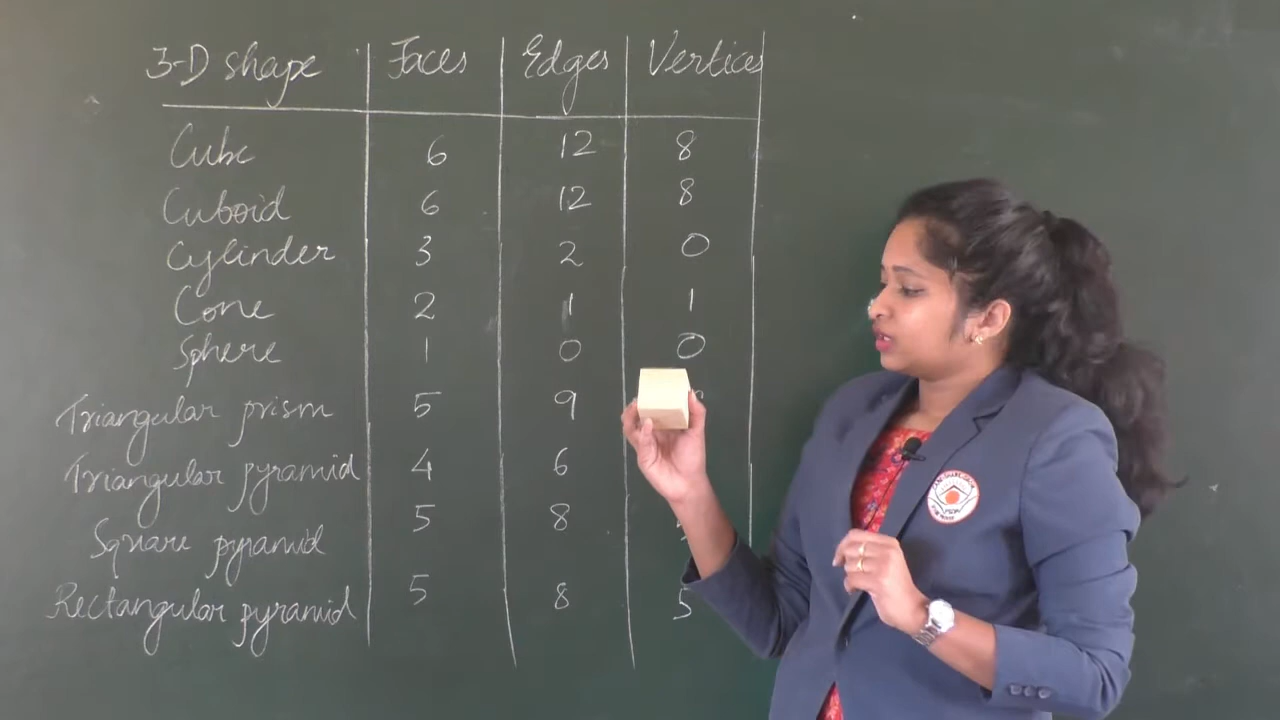 3-D shape Faces Edges Vertices
Cube 6 12 8
Cuboid 6 12 8
Cylinder 3 2 0
Cone 2 1 1
Sphere 1 0 0
Triangular prism 5 9
Triangular pyramid 4 6
Square pyramid 5 8
Rectangular pyramid 5 8 5